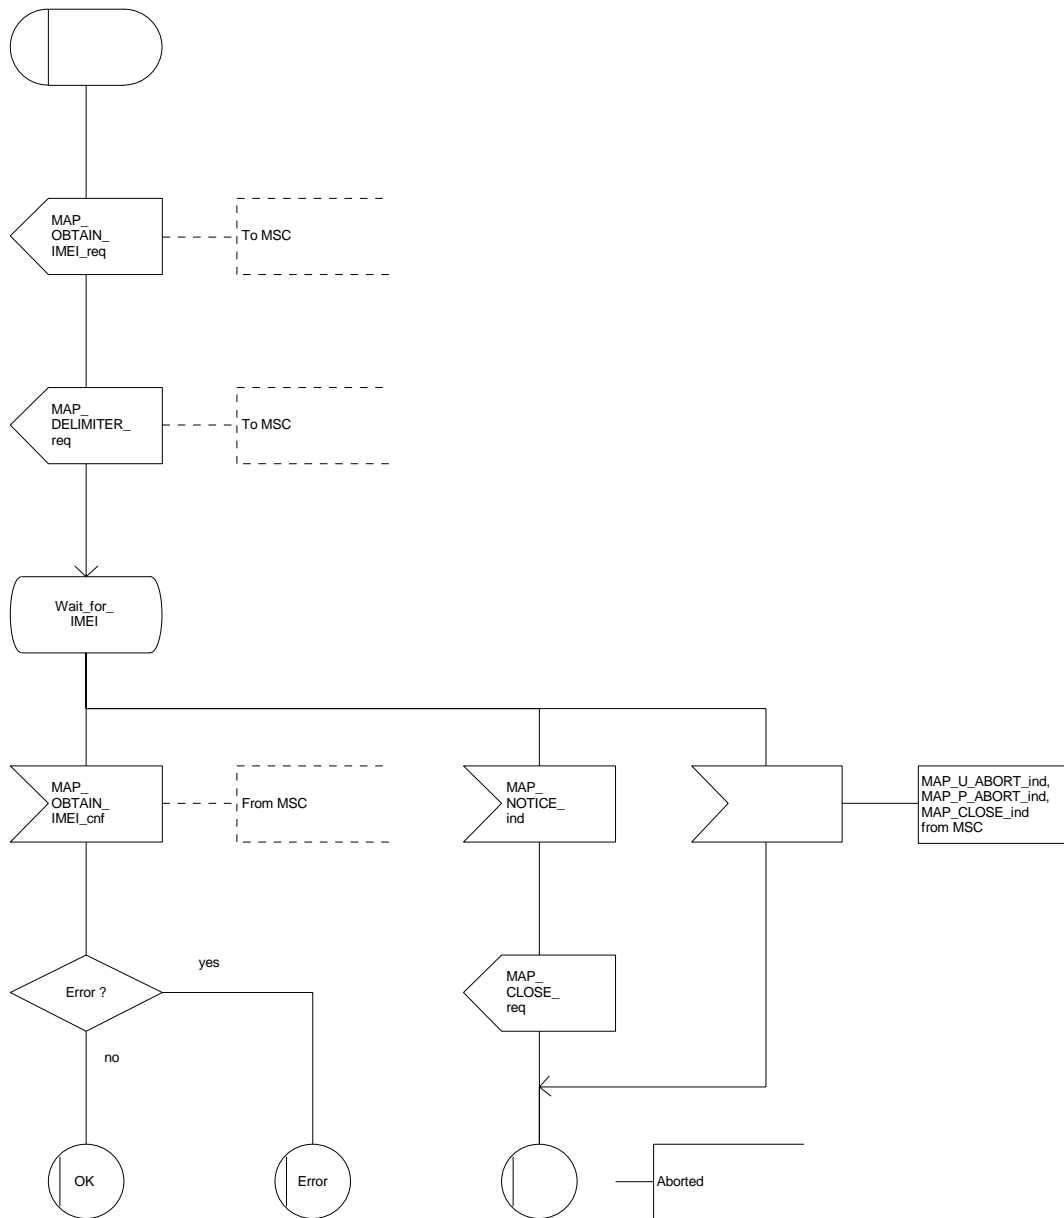 MAP_
OBTAIN_
IMEI_req
To MSC
MAP_
DELIMITER_
req
To MSC
Wait_for_
IMEI
MAP_
OBTAIN_
IMEI_cnf
From MSC
MAP_
NOTICE_
ind
MAP_U_ABORT_ind,
MAP_P_ABORT_ind,
MAP_CLOSE_ind
from MSC
Error ?
yes
no
MAP_
CLOSE_
req
OK
Error
Aborted